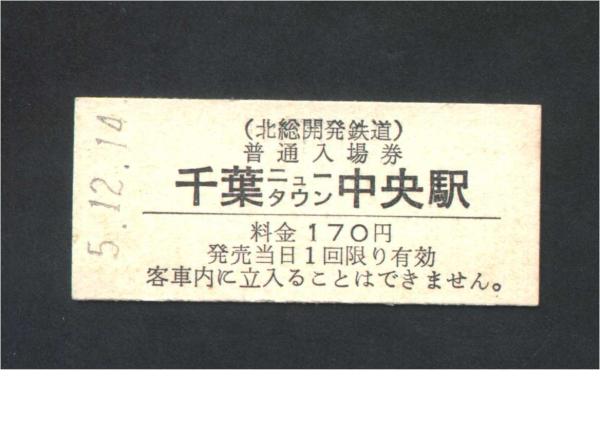 5.12.14
(北総開発鉄道)
普通入場券
千葉ニュータウン中央駅
料金170円
発売当日1回限り有効
客車内に立入ることはできません。